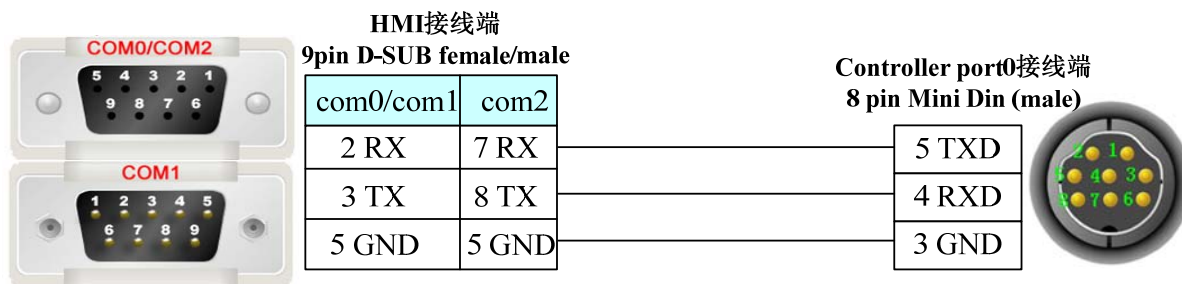 COM0/COM2
5 4 3 2 1
9 8 7 6
COM1
1 2 3 4 5
6 7 8 9
HMI接线端
9pin D-SUB female/male
com0/com1 com2
2 RX 7 RX
3 TX 8 TX
5 GND 5 GND
Controller port0接线端
8 pin Mini Din (male)
5 TXD
4 RXD
3 GND
2 1
5 4 3
8 7 6